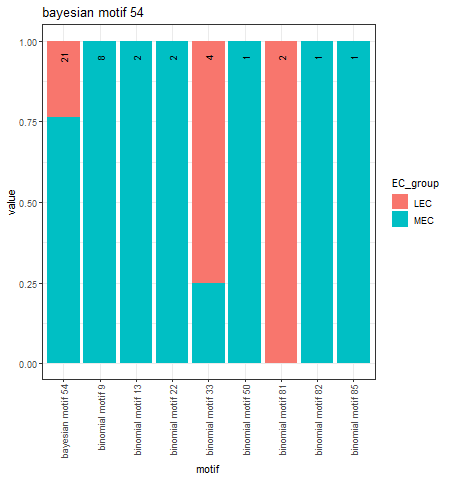 bayesian motif 54
value
1.00
0.75
0.50
0.25
0.00
21
8
2
2
4
1
2
1
1
bayesian motif 54
binomial motif 9
binomial motif 13
binomial motif 22
binomial motif 33
binomial motif 50
binomial motif 81
binomial motif 82
binomial motif 85
motif
EC_group
LEC
MEC